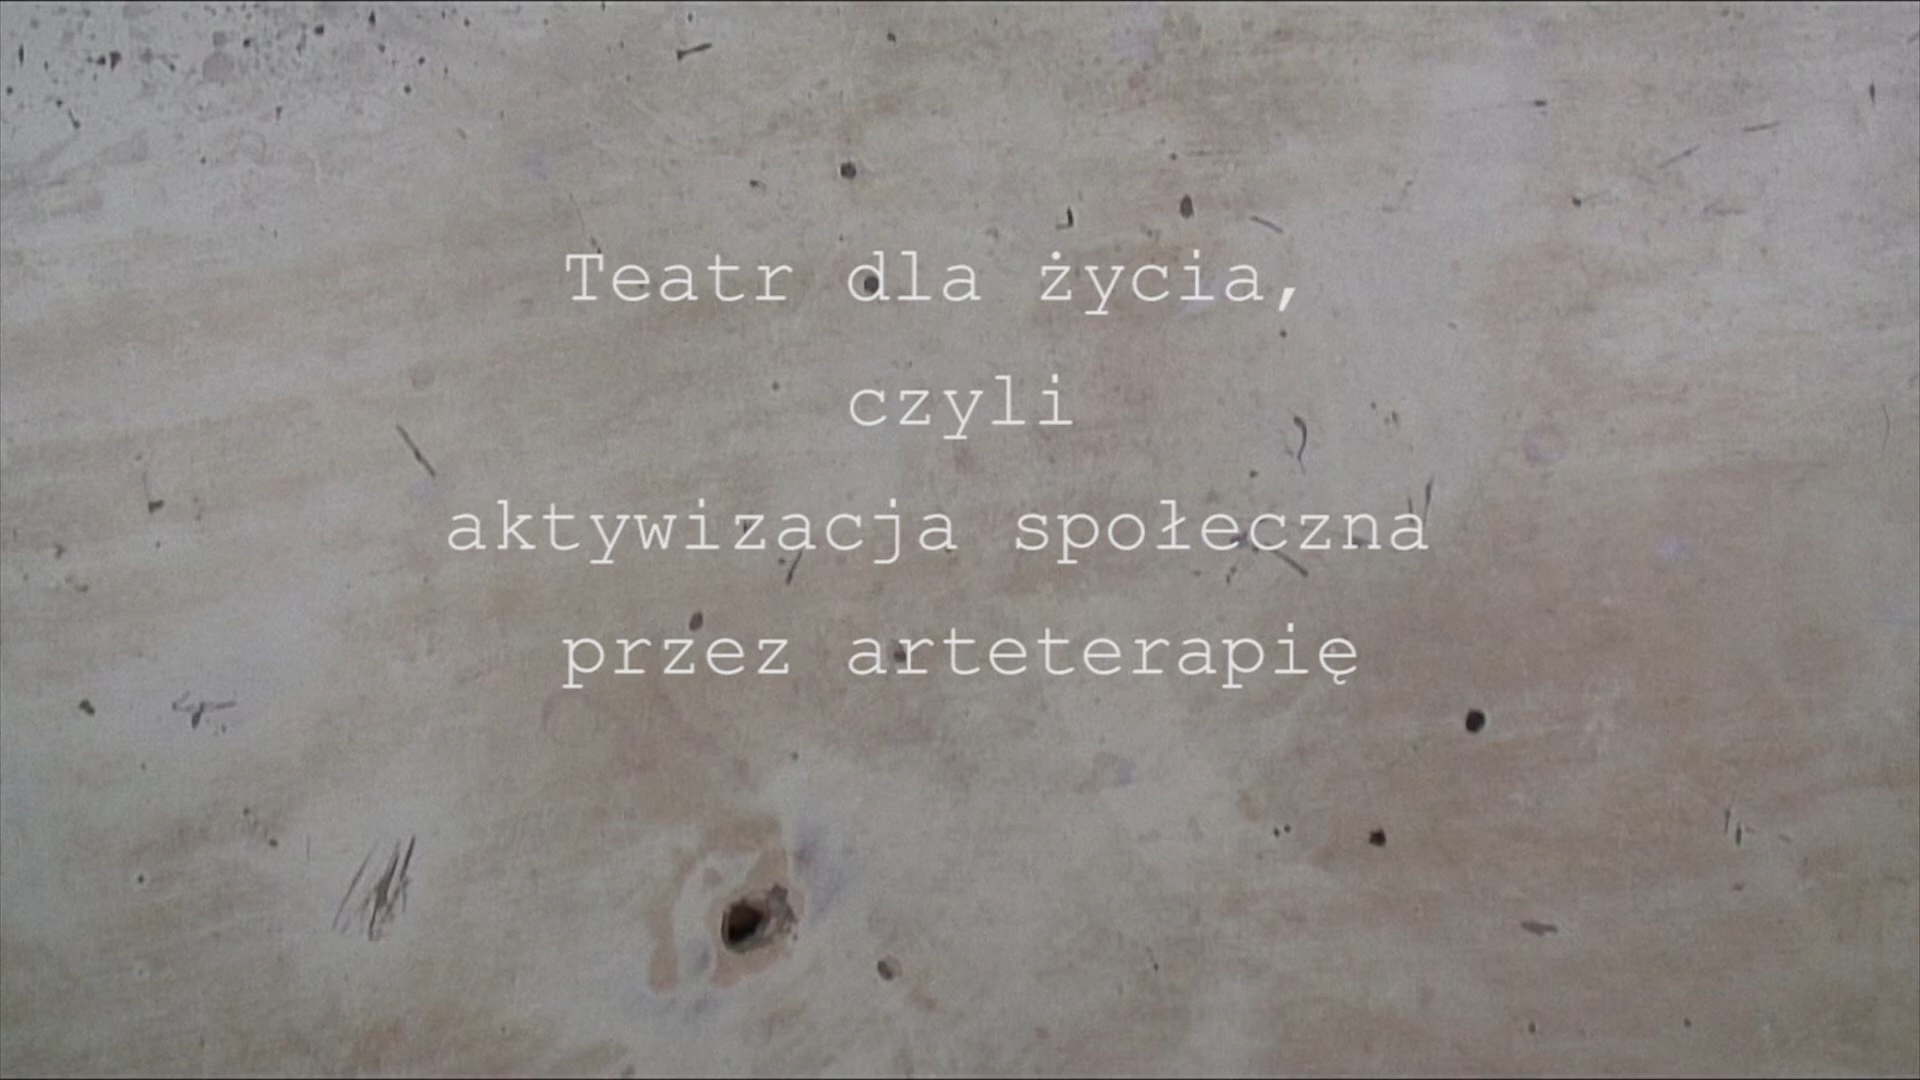 Teatr dla życia,
czyli
aktywizacja społeczna
przez arteterapię